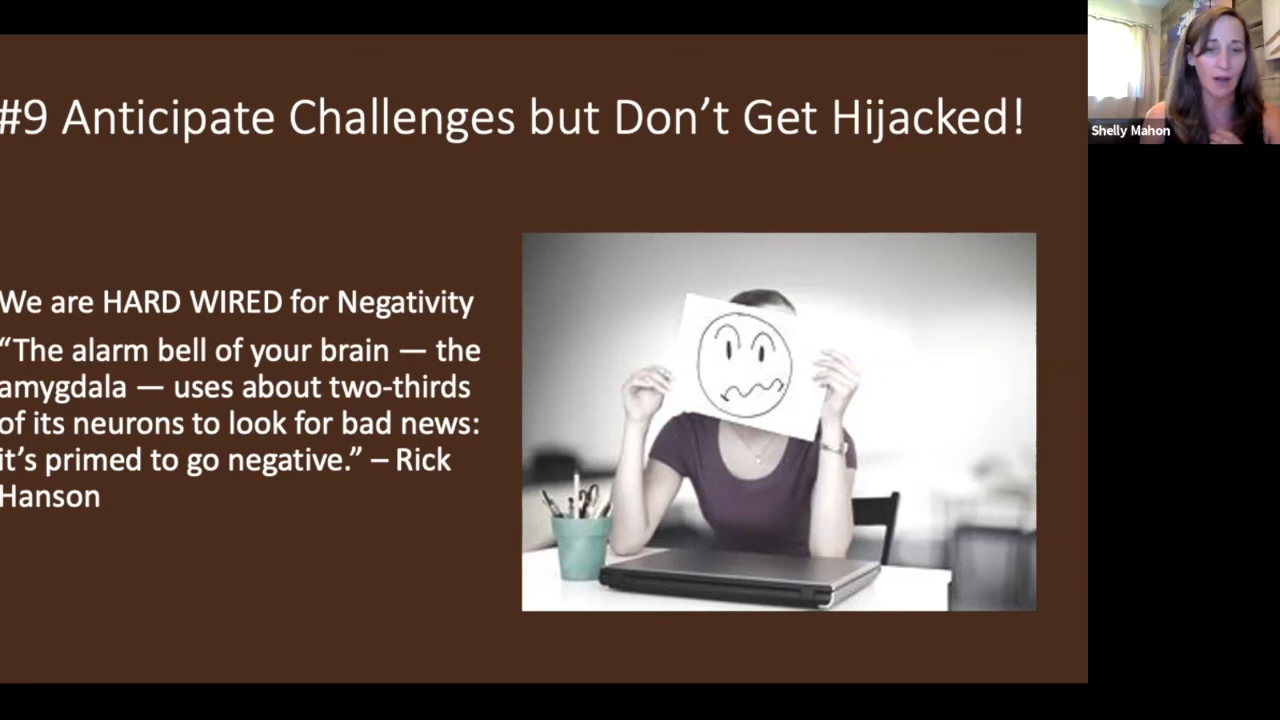 #9 Anticipate Challenges but Don’t Get Hijacked!
Shelly Mahon
We are HARD WIRED for Negativity
“The alarm bell of your brain — the
amygdala — uses about two-thirds
of its neurons to look for bad news:
it’s primed to go negative.” – Rick
Hanson